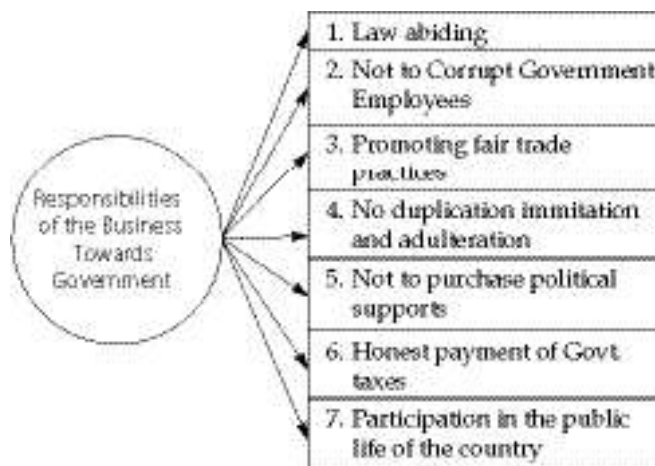 Responsibilities
of the Business
Towards
Government
1. Law abiding
2. Not to Corrupt Government
Employees
3. Promoting fair trade
practices
4. No duplication immitation
and adulteration
5. Not to purchase political
supports
6. Honest payment of Govt.
taxes
7. Participation in the public
life of the country